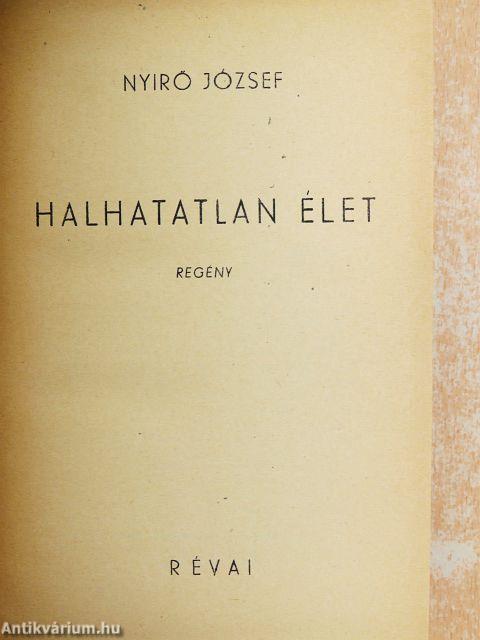 NYIRŐ JÓZSEF
HALHATATLAN ÉLET
REGÉNY
RÉVAI
Antikvárium.hu